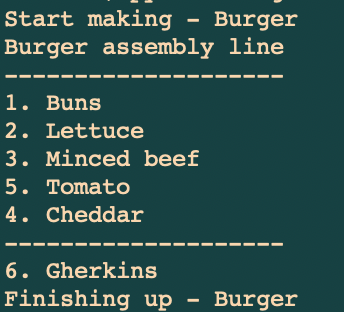 Start making - Burger
Burger assembly line
--------------------
1. Buns
2. Lettuce
3. Minced beef
5. Tomato
4. Cheddar
--------------------
6. Gherkins
Finishing up - Burger